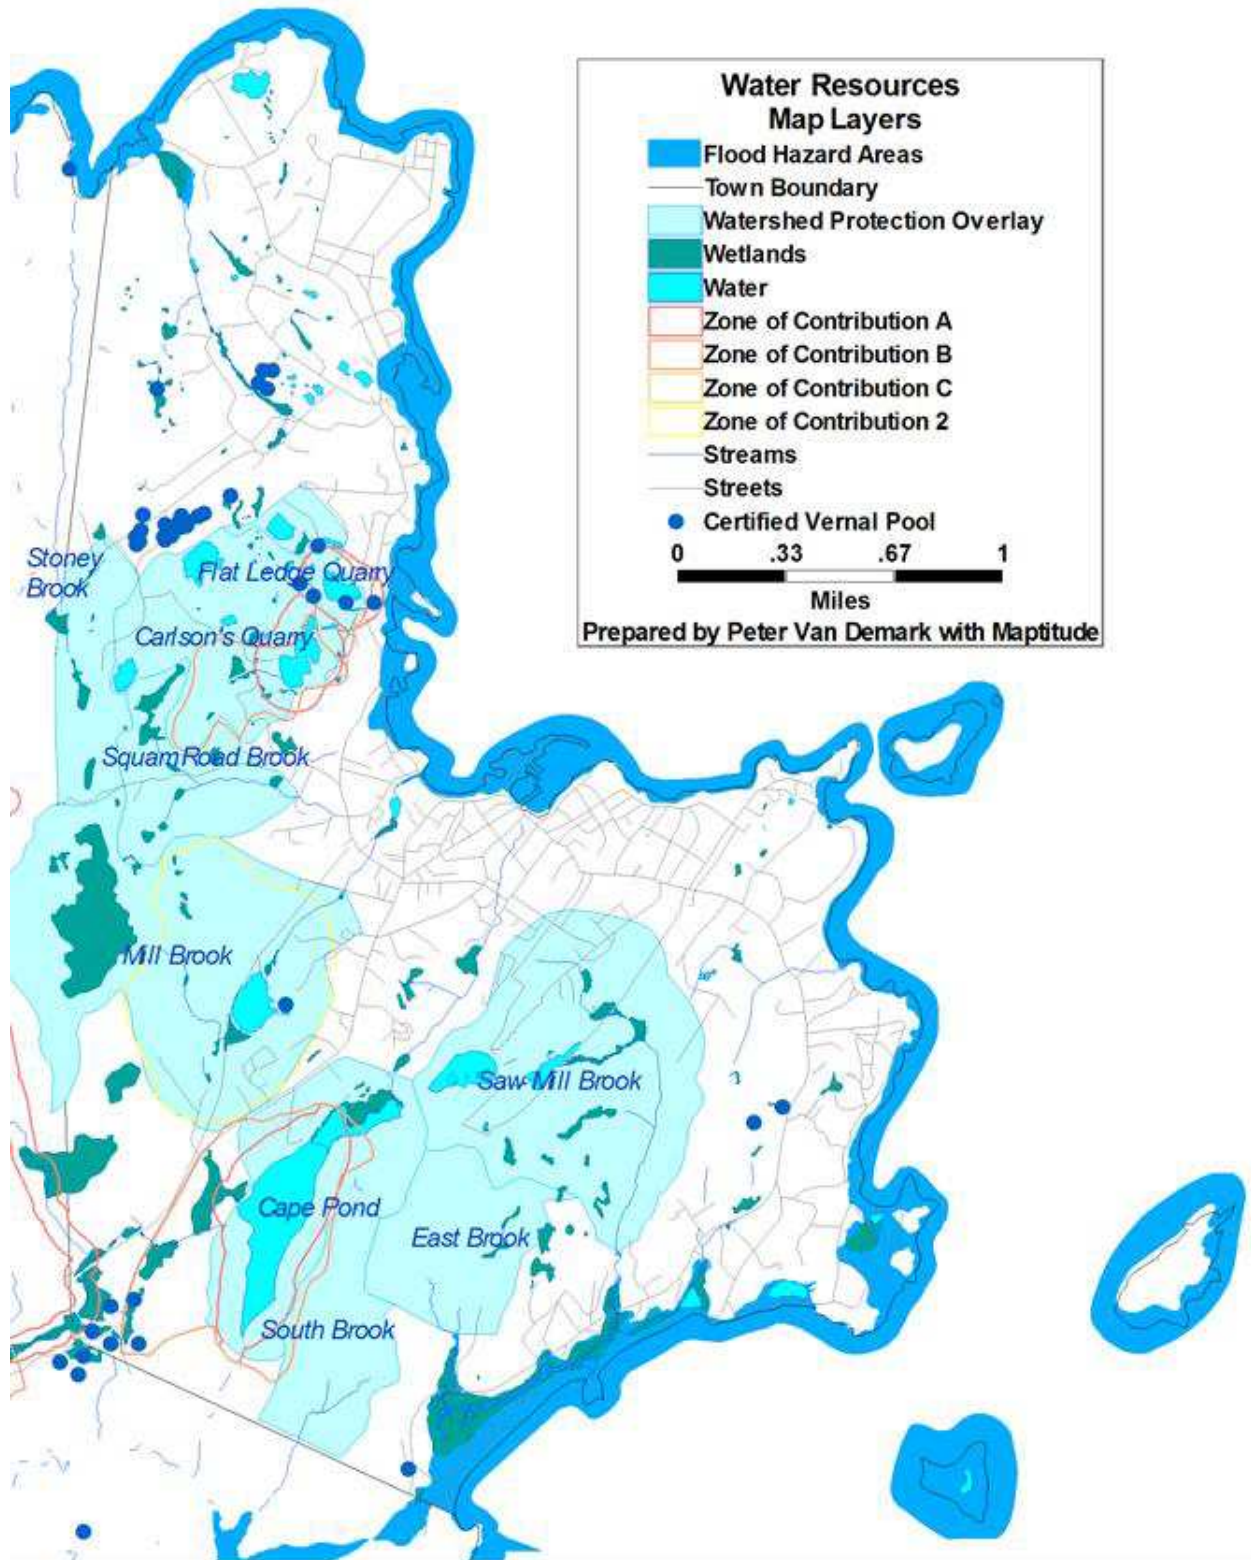 Water Resources
Map Layers
Flood Hazard Areas
Town Boundary
Watershed Protection Overlay
Wetlands
Water
Zone of Contribution A
Zone of Contribution B
Zone of Contribution C
Zone of Contribution 2
Streams
Streets
Certified Vernal Pool
0 .33 .67 1
Miles
Prepared by Peter Van Demark with Maptitude
Stoney
Brook
Flat Ledge Quarry
Carlson's Quarry
Squam Road Brook
Mill Brook
Saw Mill Brook
Cape Pond
East Brook
South Brook